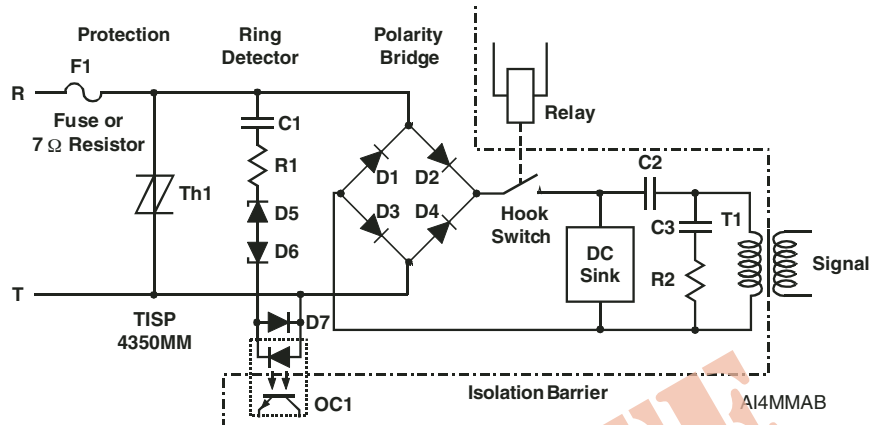 Protection
Ring
Detector
Polarity
Bridge
F1
R
Fuse or
7 Ω Resistor
C1
R1
Th1
D5
D6
D1
D2
D3
D4
Relay
Hook
Switch
C2
C3
T1
DC
Sink
R2
Signal
T
TISP
4350MM
D7
OC1
Isolation Barrier
AI4MMAB